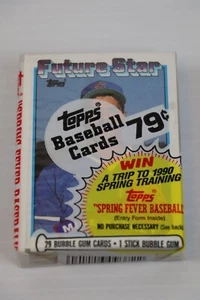 Future Star
Topps
Topps
Baseball
Cards
79¢
WIN
A TRIP TO 1990
SPRING TRAINING
Topps
"SPRING FEVER BASEBALL
(Entry Form Inside)
NO PURCHASE NECESSARY (See back)
29 BUBBLE GUM CARDS • 1 STICK BUBBLE GUM